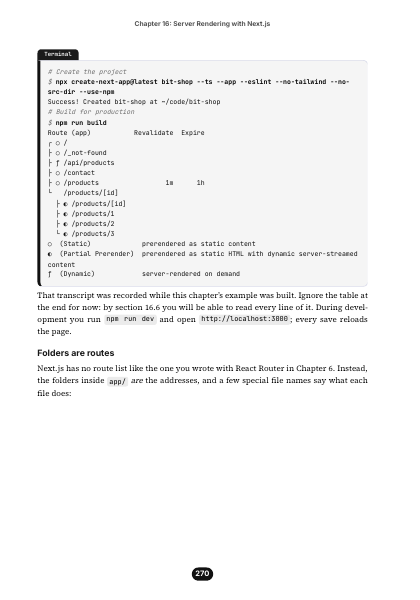 Chapter 16: Server Rendering with Next.js
Terminal
# Create the project
$ npx create-next-app@latest bit-shop --ts --app --eslint --no-tailwind --no-
src-dir --use-npm
Success! Created bit-shop at ~/code/bit-shop
# Build for production
$ npm run build
Route (app)           Revalidate  Expire
┌ ○ /
├ ○ /_not-found
├ ƒ /api/products
├ ○ /contact
├ ○ /products                 1m      1h
└   /products/[id]
  ├ ◐ /products/[id]
  ├ ◐ /products/1
  ├ ◐ /products/2
  └ ◐ /products/3
○  (Static)             prerendered as static content
◐  (Partial Prerender)  prerendered as static HTML with dynamic server-streamed
content
ƒ  (Dynamic)            server-rendered on demand
That transcript was recorded while this chapter's example was built. Ignore the table at
the end for now: by section 16.6 you will be able to read every line of it. During devel-
opment you run npm run dev and open http://localhost:3000; every save reloads
the page.
Folders are routes
Next.js has no route list like the one you wrote with React Router in Chapter 6. Instead,
the folders inside app/ are the addresses, and a few special file names say what each
file does:
270